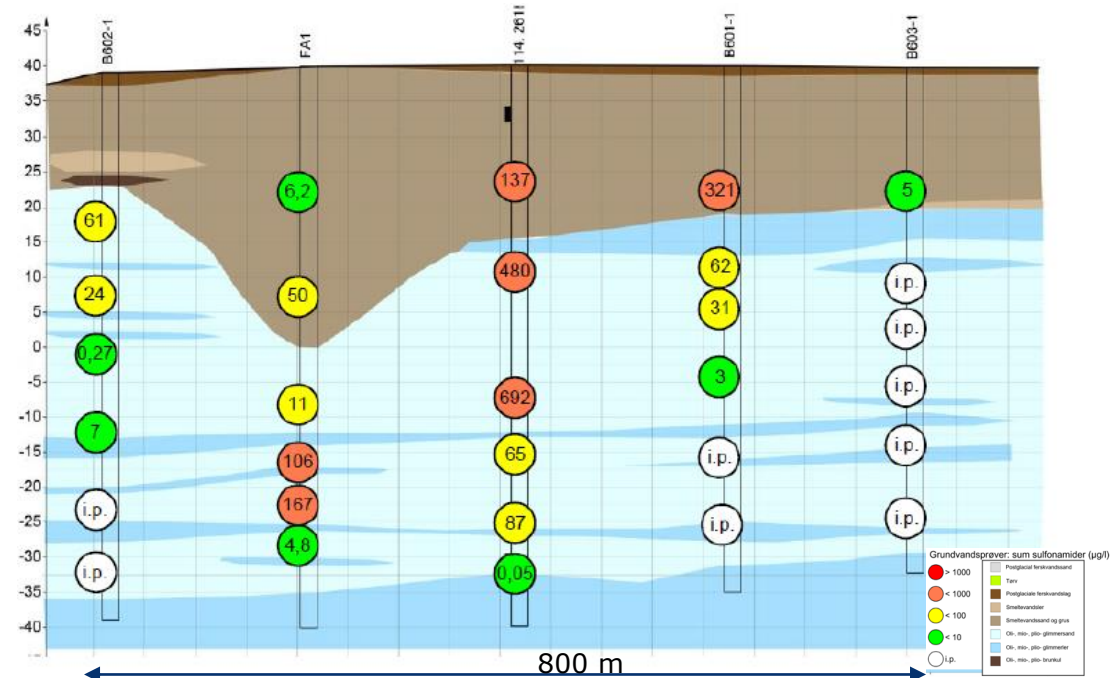 B602-1
FA1
114. 261
B601-1
B603-1
45
40
35
30
25
20
15
10
5
0
-5
-10
-15
-20
-25
-30
-35
-40
61
24
0,27
7
i.p.
i.p.
6,2
50
11
106
167
4,8
137
480
692
65
87
0,05
321
62
31
3
i.p.
i.p.
5
i.p.
i.p.
i.p.
i.p.
i.p.
800 m
Grundvandsprøver: sum sulfonamider (µg/l)
> 1000
< 1000
< 100
< 10
i.p.
Postglacial ferskvandssand
Tørv
Postglaciale ferskvandslag
Smeltevandsler
Smeltevandssand og grus
Oli-, mio-, plio- glimmersand
Oli-, mio-, plio- glimmerler
Oli-, mio-, plio- brunkul